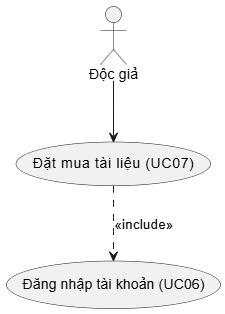 Độc giả
Đặt mua tài liệu (UC07)
«include»
Đăng nhập tài khoản (UC06)